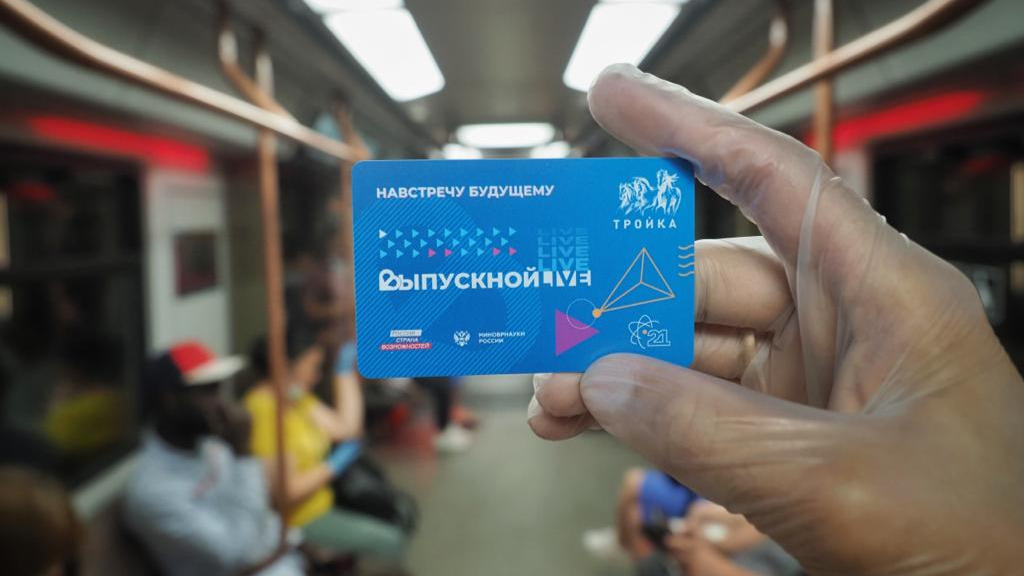 НАВСТРЕЧУ БУДУЩЕМУ
ТРОЙКА
LIVE
LIVE
LIVE
ВЫПУСКНОЙ LIVE
РОССИЯ
СТРАНА
ВОЗМОЖНОСТЕЙ
МИНОБРНАУКИ
РОССИИ
21